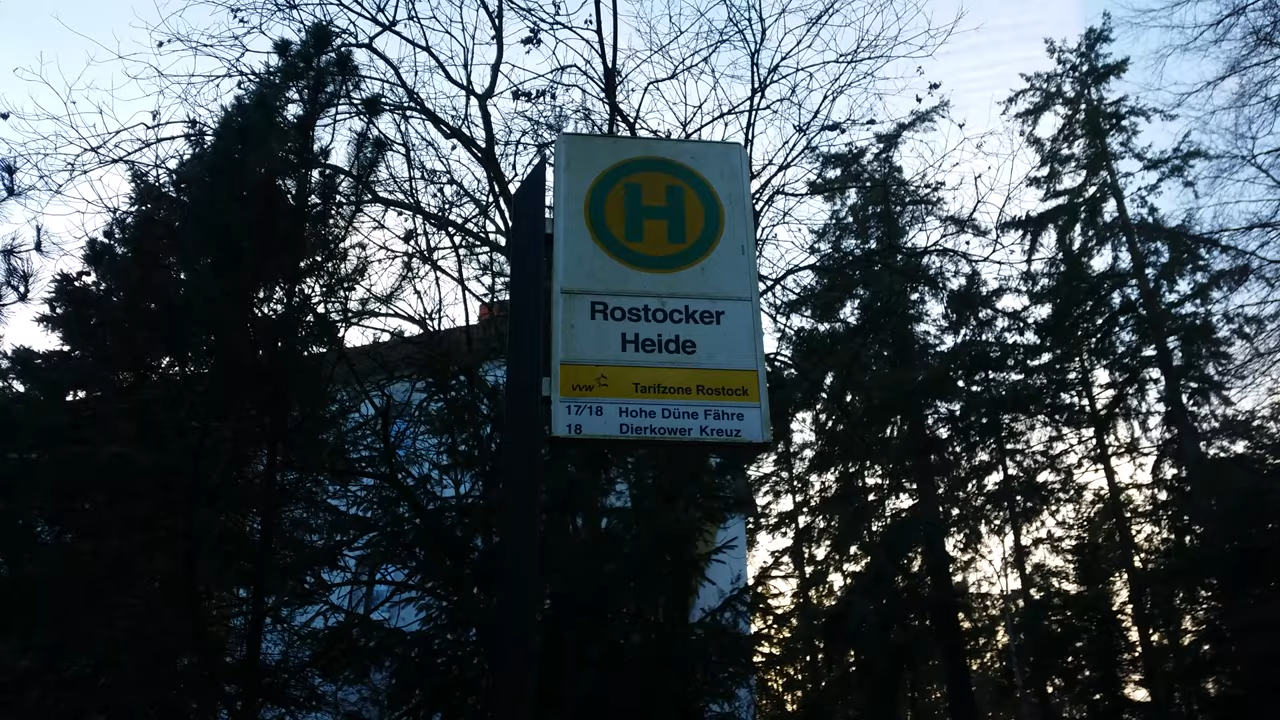 H
Rostocker
Heide
VVW Tarifzone Rostock
17/18 Hohe Düne Fähre
18 Dierkower Kreuz